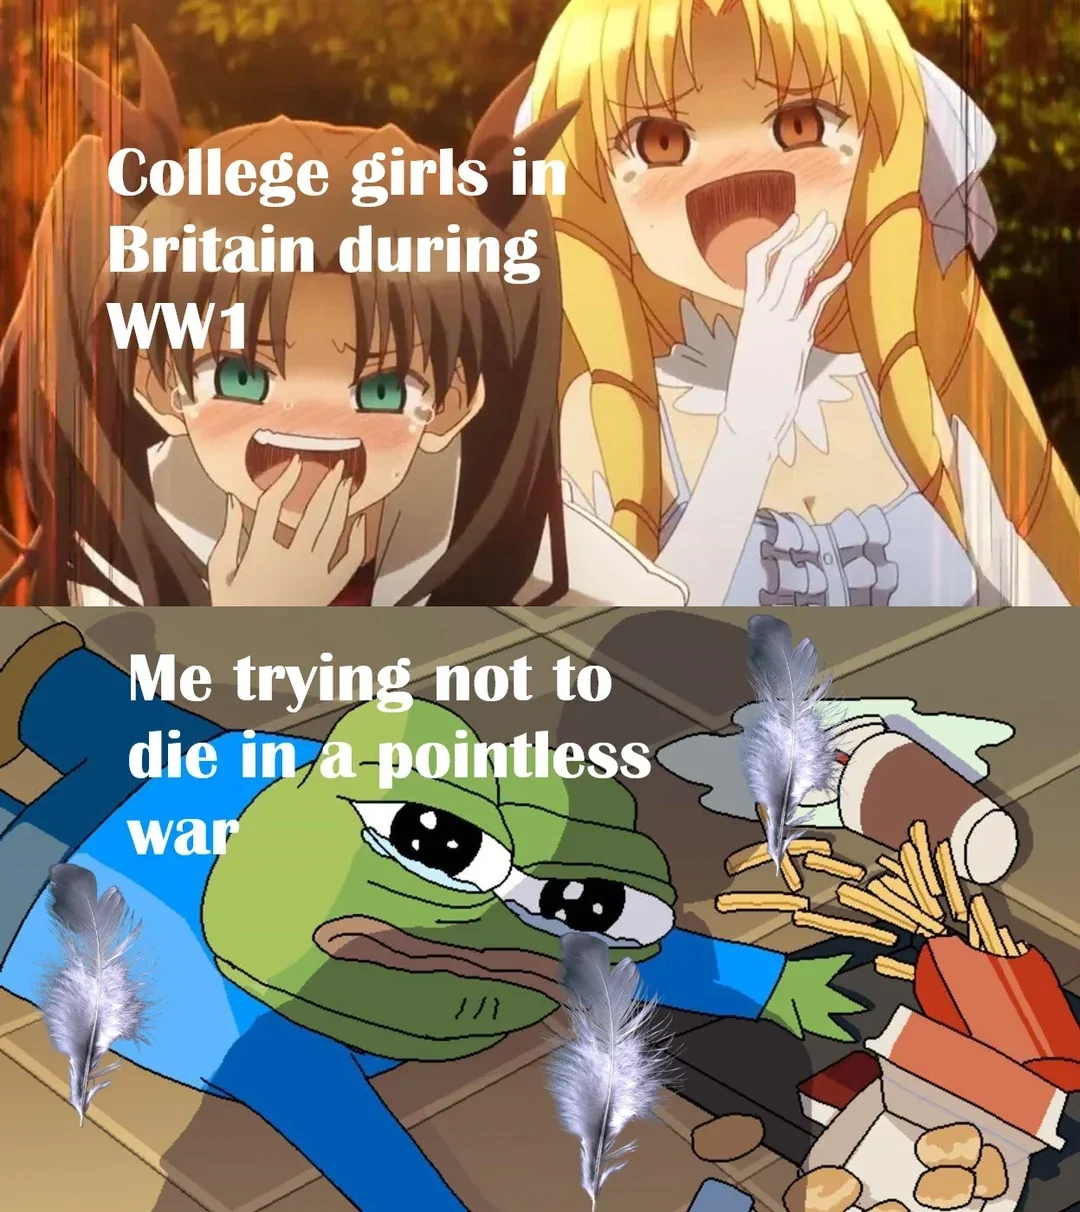 College girls in
Britain during
WW1
Me trying not to
die in a pointless
war